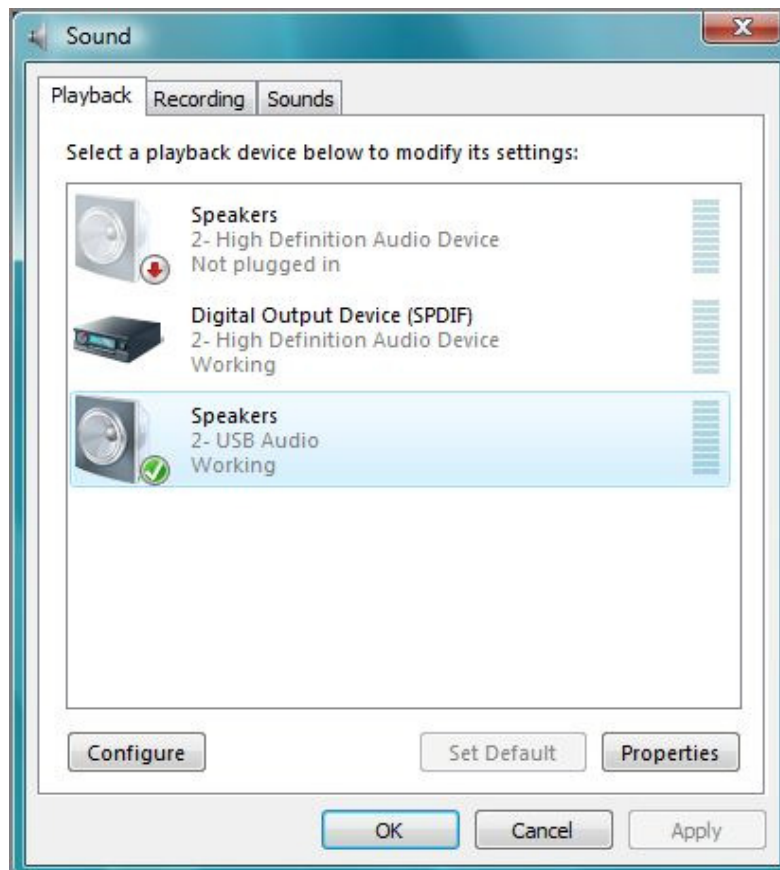 Sound
Playback Recording Sounds
Select a playback device below to modify its settings:
Speakers
2- High Definition Audio Device
Not plugged in
Digital Output Device (SPDIF)
2- High Definition Audio Device
Working
Speakers
2- USB Audio
Working
Configure Set Default Properties
OK Cancel Apply